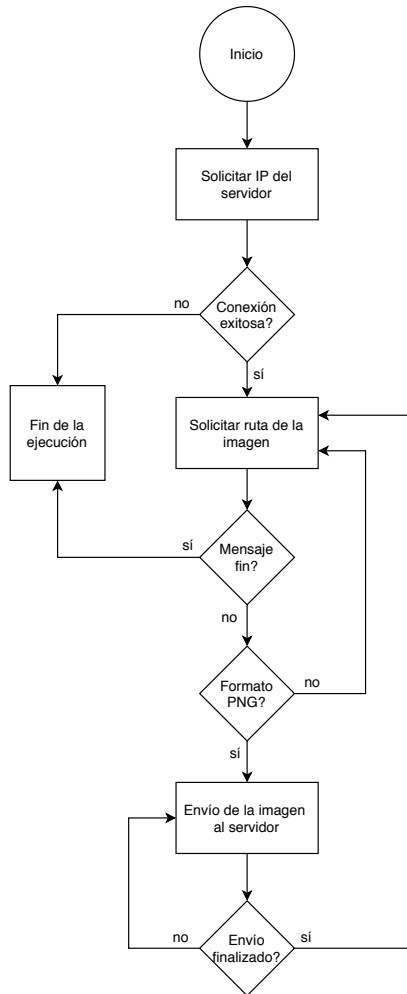 Inicio
Solicitar IP del
servidor
no
Conexión
exitosa?
sí
Fin de la
ejecución
Solicitar ruta de la
imagen
sí
Mensaje
fin?
no
Formato
PNG?
no
sí
Envío de la imagen
al servidor
no
Envío
finalizado?
sí